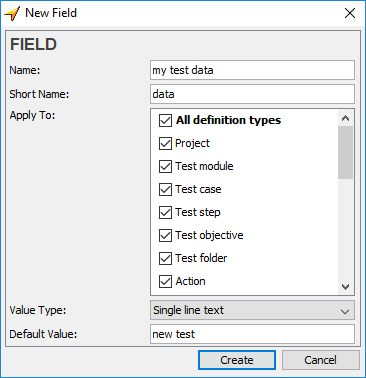 New Field
FIELD
Name: my test data
Short Name: data
Apply To: All definition types
Project
Test module
Test case
Test step
Test objective
Test folder
Action
Value Type: Single line text
Default Value: new test
Create Cancel